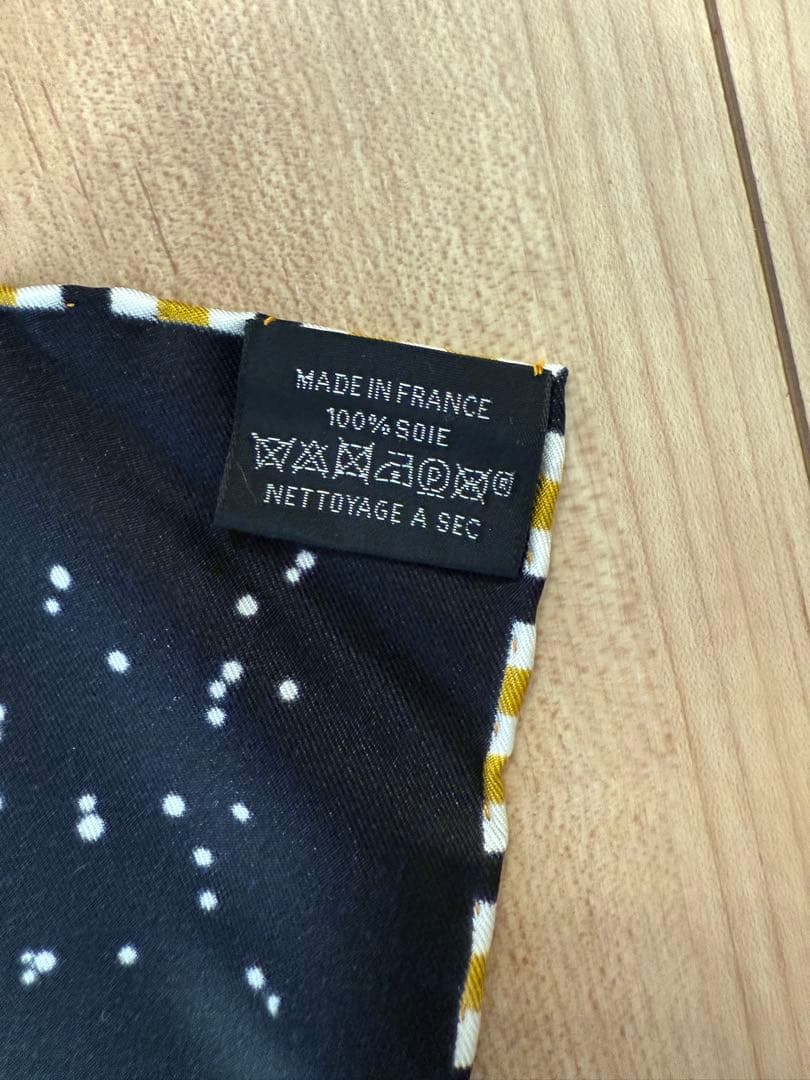 MADE IN FRANCE
100% SOIE
P ®
NETTOYAGE A SEC